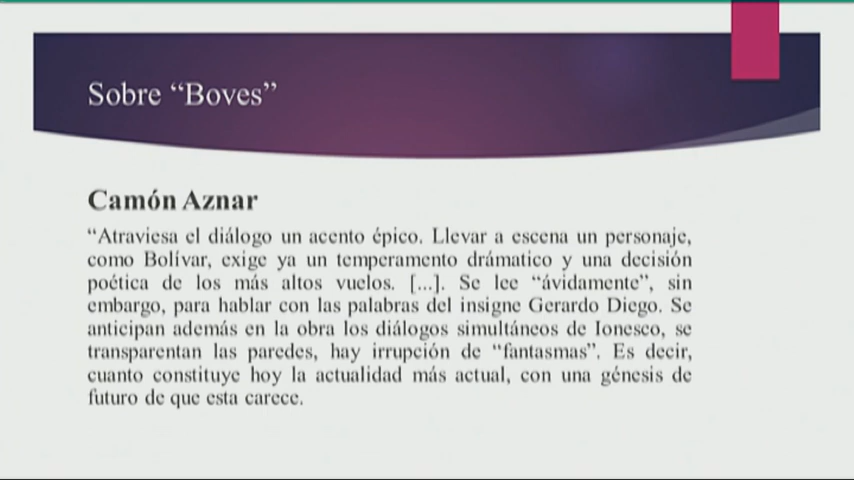 Sobre “Boves”
Camón Aznar
“Atraviesa el diálogo un acento épico. Llevar a escena un personaje,
como Bolívar, exige ya un temperamento drámatico y una decisión
poética de los más altos vuelos. [...]. Se lee “ávidamente”, sin
embargo, para hablar con las palabras del insigne Gerardo Diego. Se
anticipan además en la obra los diálogos simultáneos de Ionesco, se
transparentan las paredes, hay irrupción de “fantasmas”. Es decir,
cuanto constituye hoy la actualidad más actual, con una génesis de
futuro de que esta carece.